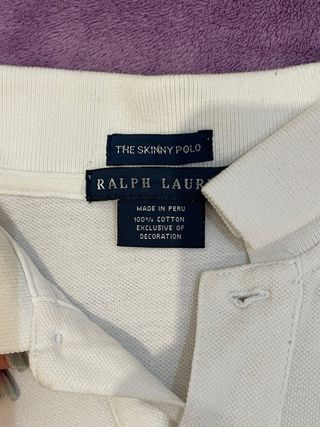 THE SKINNY POLO
RALPH LAUR
MADE IN PERU
100% COTTON
EXCLUSIVE OF
DECORATION